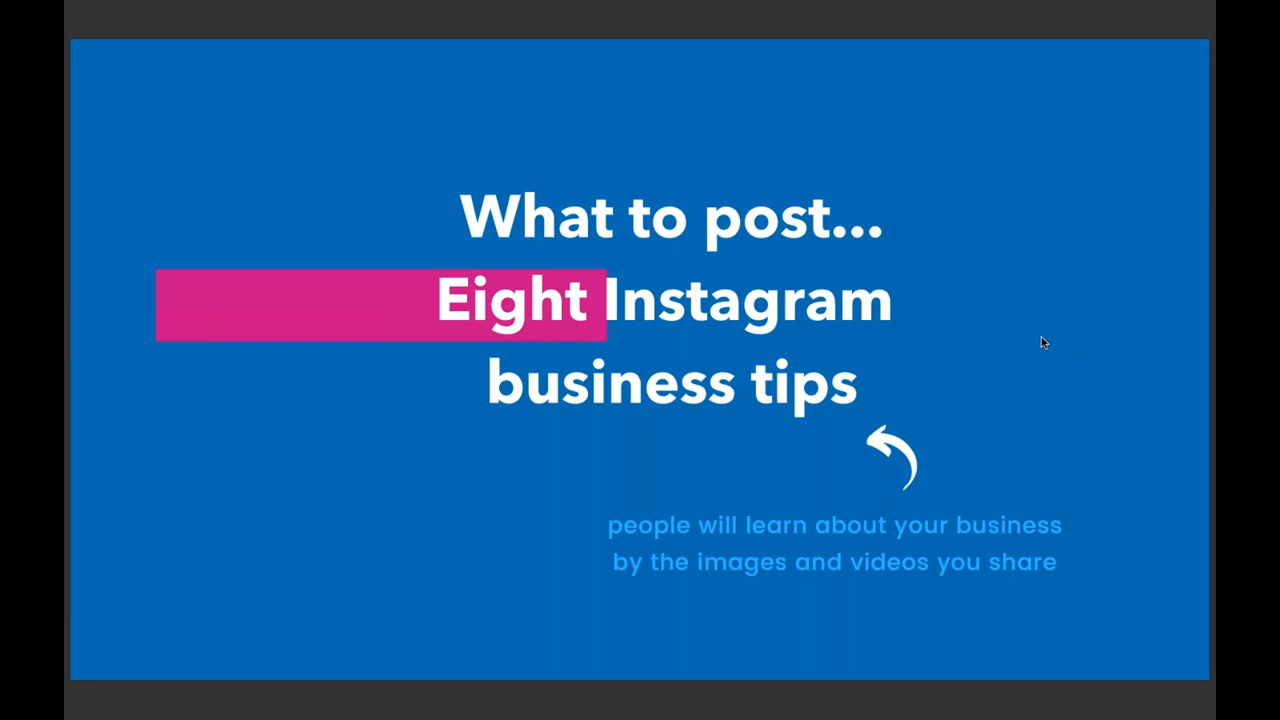 What to post...
Eight Instagram
business tips
people will learn about your business
by the images and videos you share